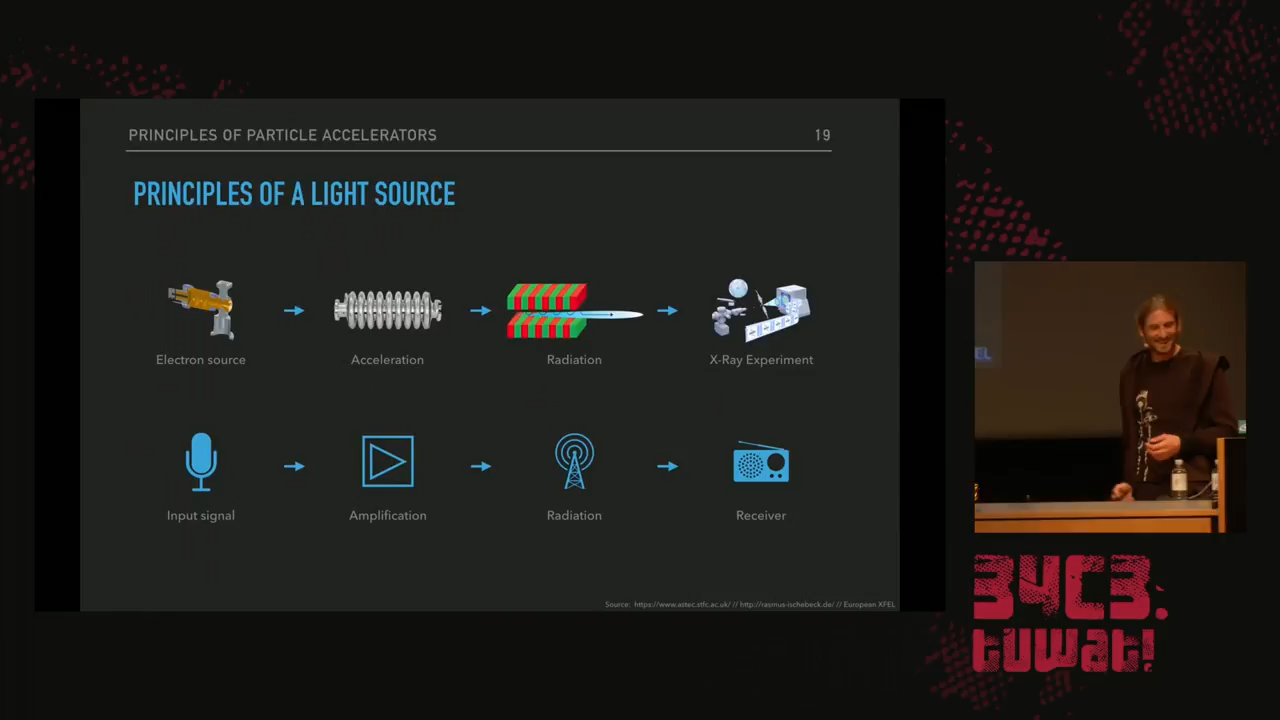 PRINCIPLES OF PARTICLE ACCELERATORS 19
PRINCIPLES OF A LIGHT SOURCE
Electron source Acceleration Radiation X-Ray Experiment
Input signal Amplification Radiation Receiver
Source: https://www.astec.stfc.ac.uk/ // http://rasmus-ischebeck.de/ // European XFEL
34C3.
tuwat!